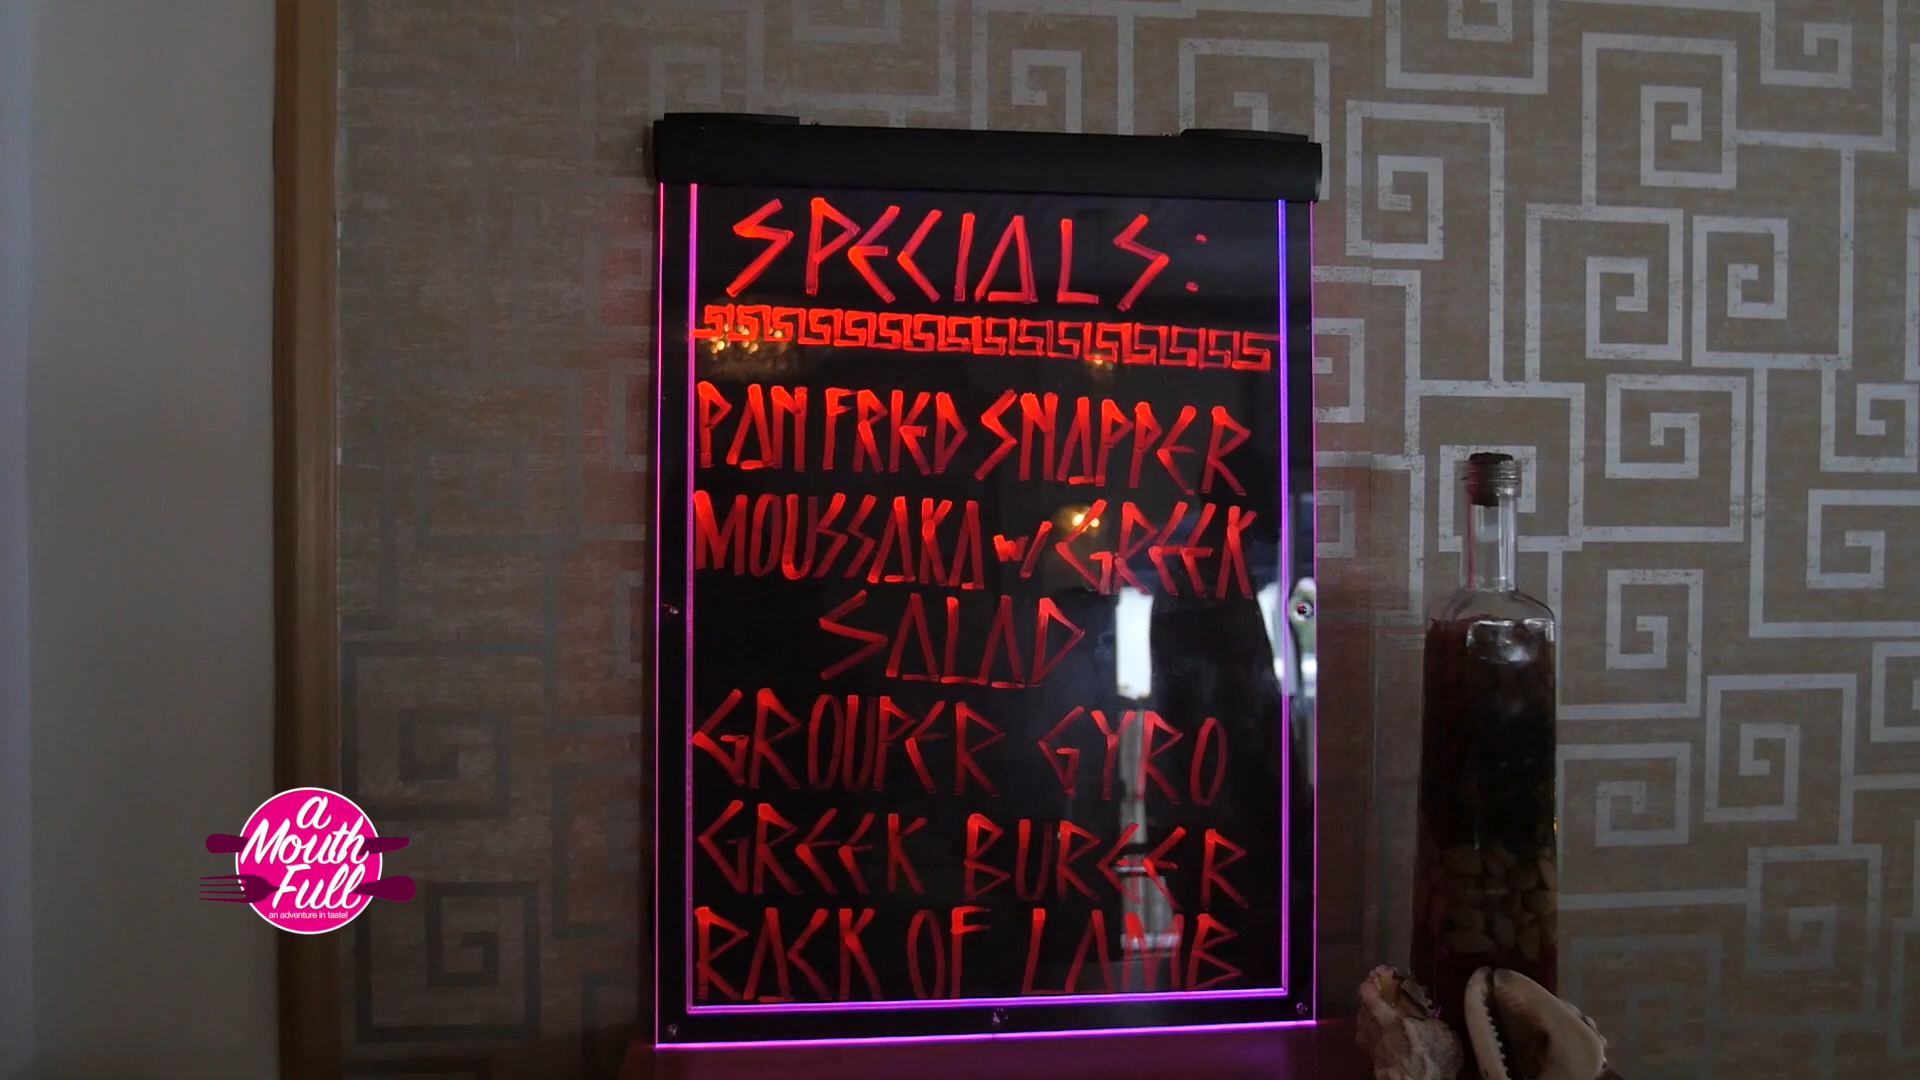 SPECIALS:
PAN FRIED SNAPPER
MOUSSAKA w/ GREEK
SALAD
GROUPER GYRO
GREEK BURGER
RACK OF LAMB
a
Mouth
Full
an adventure in taste!